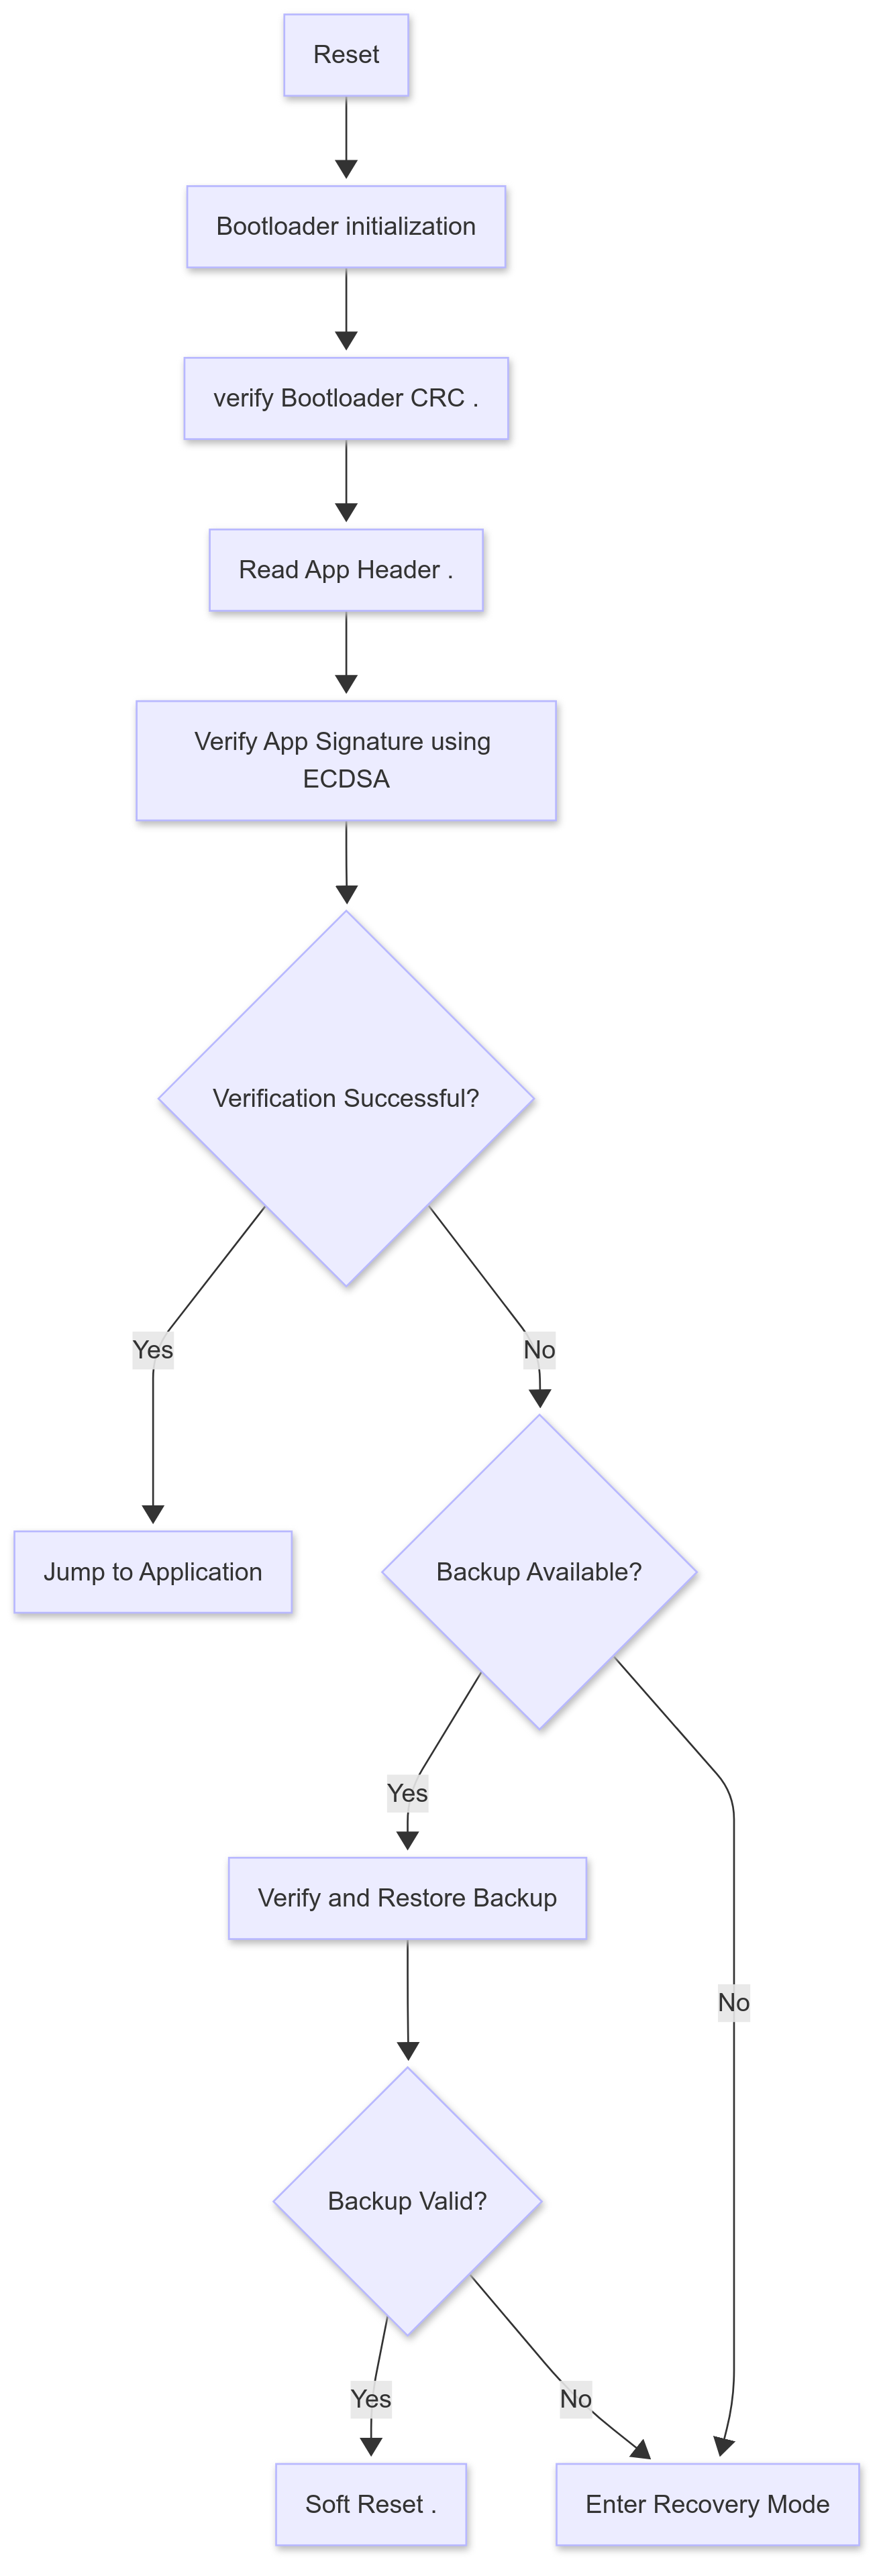 Reset
Bootloader initialization
verify Bootloader CRC .
Read App Header .
Verify App Signature using
ECDSA
Verification Successful?
Yes
No
Jump to Application
Backup Available?
Yes
Verify and Restore Backup
No
Backup Valid?
Yes
No
Soft Reset .
Enter Recovery Mode